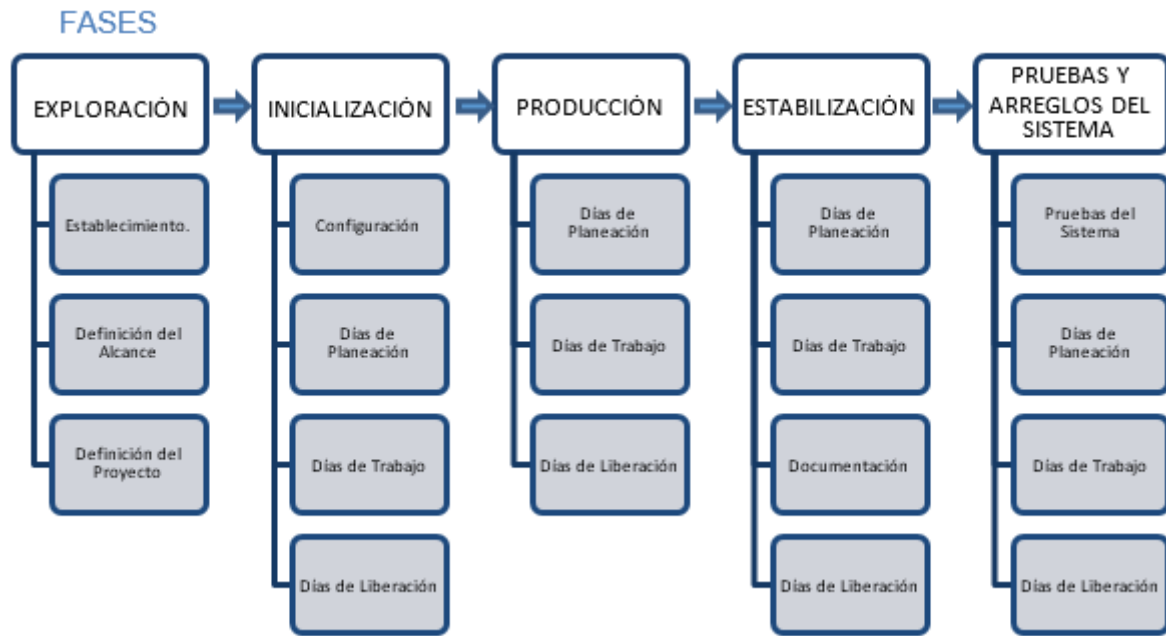 FASES
EXPLORACIÓN
INICIALIZACIÓN
PRODUCCIÓN
ESTABILIZACIÓN
PRUEBAS Y
ARREGLOS DEL
SISTEMA
Establecimiento.
Definición del
Alcance
Definición del
Proyecto
Configuración
Días de
Planeación
Días de Trabajo
Días de Liberación
Días de
Planeación
Días de Trabajo
Días de Liberación
Días de
Planeación
Días de Trabajo
Documentación
Días de Liberación
Pruebas del
Sistema
Días de
Planeación
Días de Trabajo
Días de Liberación